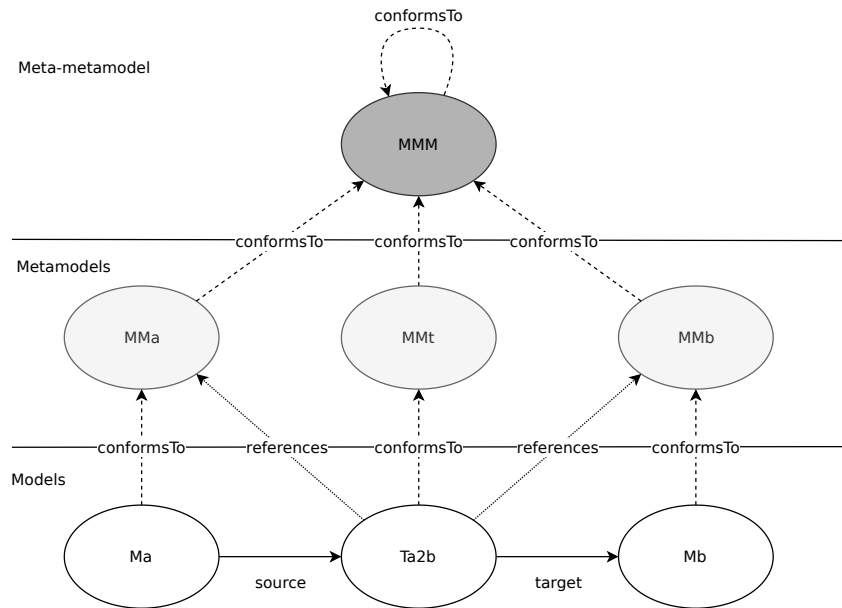 conformsTo
Meta-metamodel
MMM
conformsTo conformsTo conformsTo
Metamodels
MMa MMt MMb
conformsTo references conformsTo references conformsTo
Models
Ma Ta2b Mb
source target